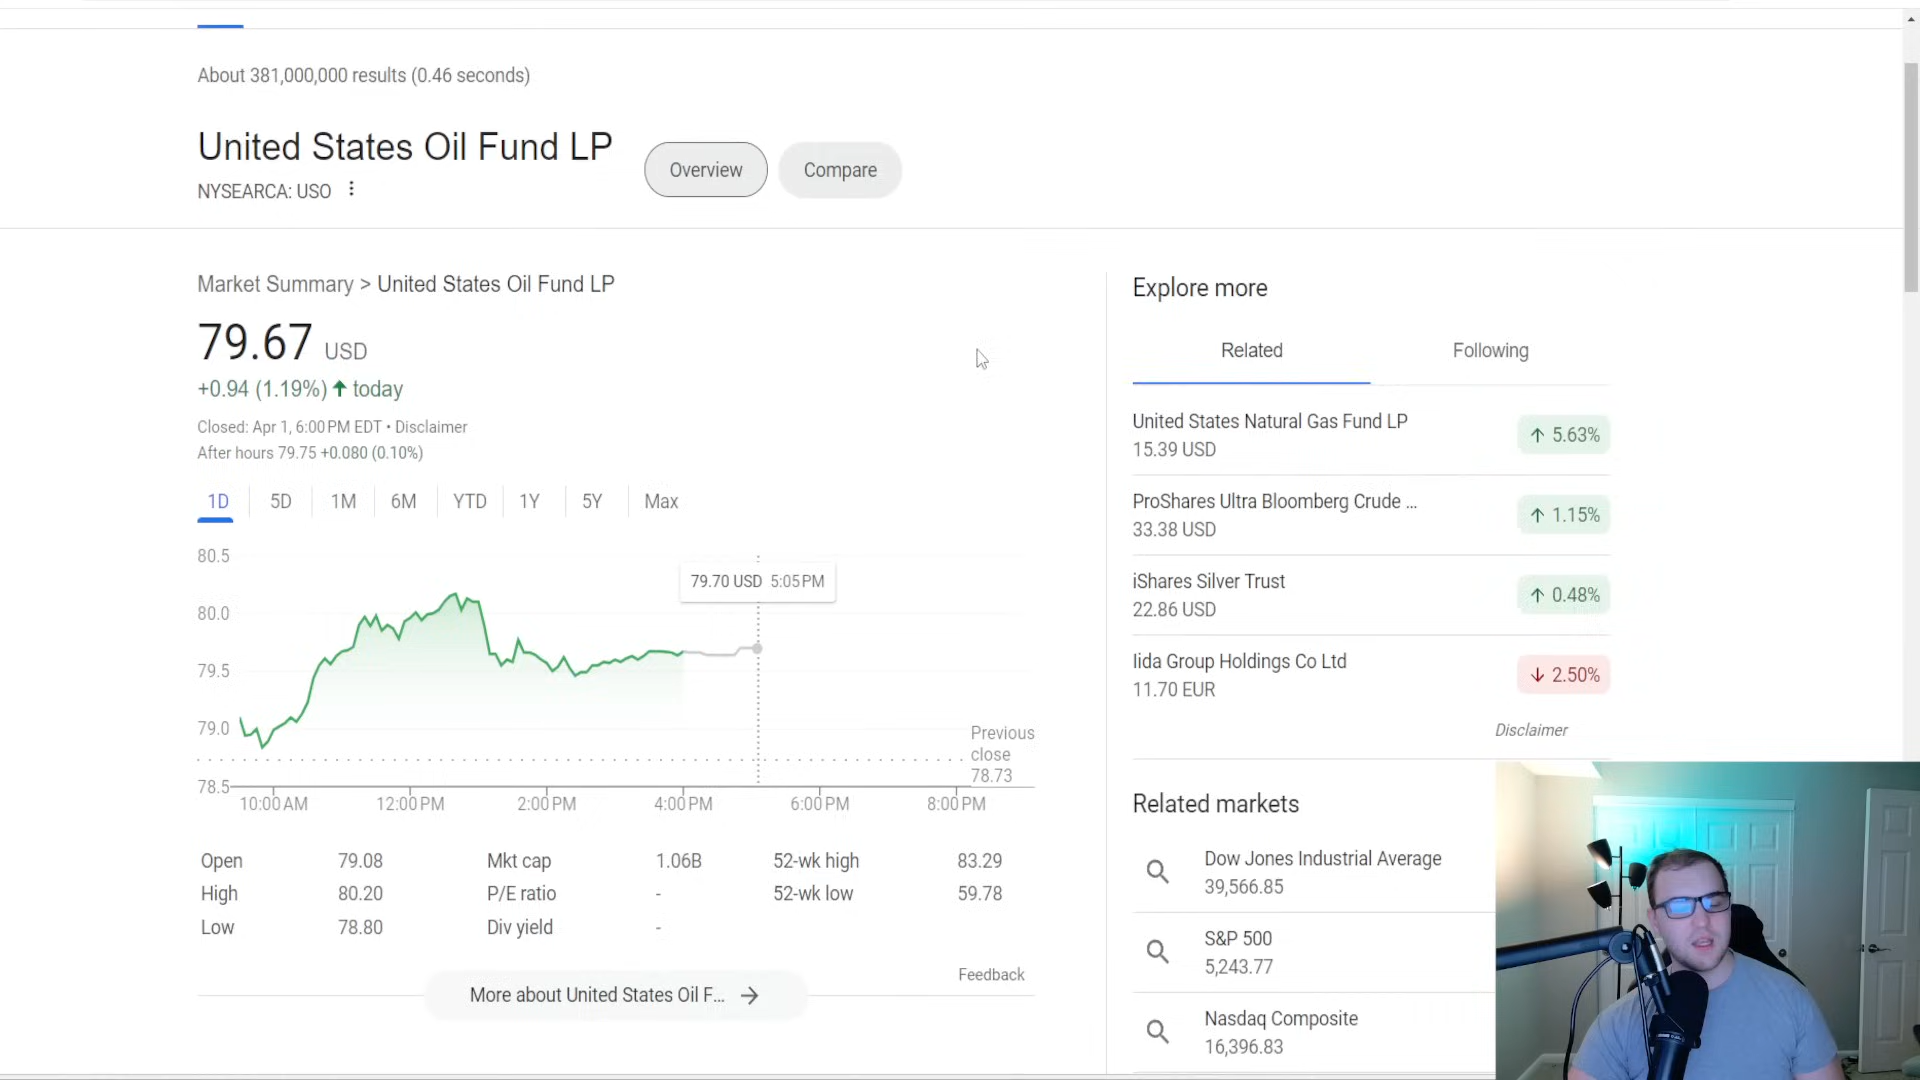 About 381,000,000 results (0.46 seconds)
United States Oil Fund LP
NYSEARCA: USO
Overview
Compare
Market Summary > United States Oil Fund LP
79.67 USD
+0.94 (1.19%) ↑ today
Closed: Apr 1, 6:00 PM EDT • Disclaimer
After hours 79.75 +0.080 (0.10%)
1D 5D 1M 6M YTD 1Y 5Y Max
80.5
80.0
79.5
79.0
78.5
79.70 USD 5:05 PM
Previous
close
78.73
10:00 AM 12:00 PM 2:00 PM 4:00 PM 6:00 PM 8:00 PM
Open 79.08 Mkt cap 1.06B 52-wk high 83.29
High 80.20 P/E ratio - 52-wk low 59.78
Low 78.80 Div yield -
Feedback
More about United States Oil F... →
Explore more
Related Following
United States Natural Gas Fund LP
15.39 USD
↑ 5.63%
ProShares Ultra Bloomberg Crude ...
33.38 USD
↑ 1.15%
iShares Silver Trust
22.86 USD
↑ 0.48%
Iida Group Holdings Co Ltd
11.70 EUR
↓ 2.50%
Disclaimer
Related markets
Dow Jones Industrial Average
39,566.85
S&P 500
5,243.77
Nasdaq Composite
16,396.83